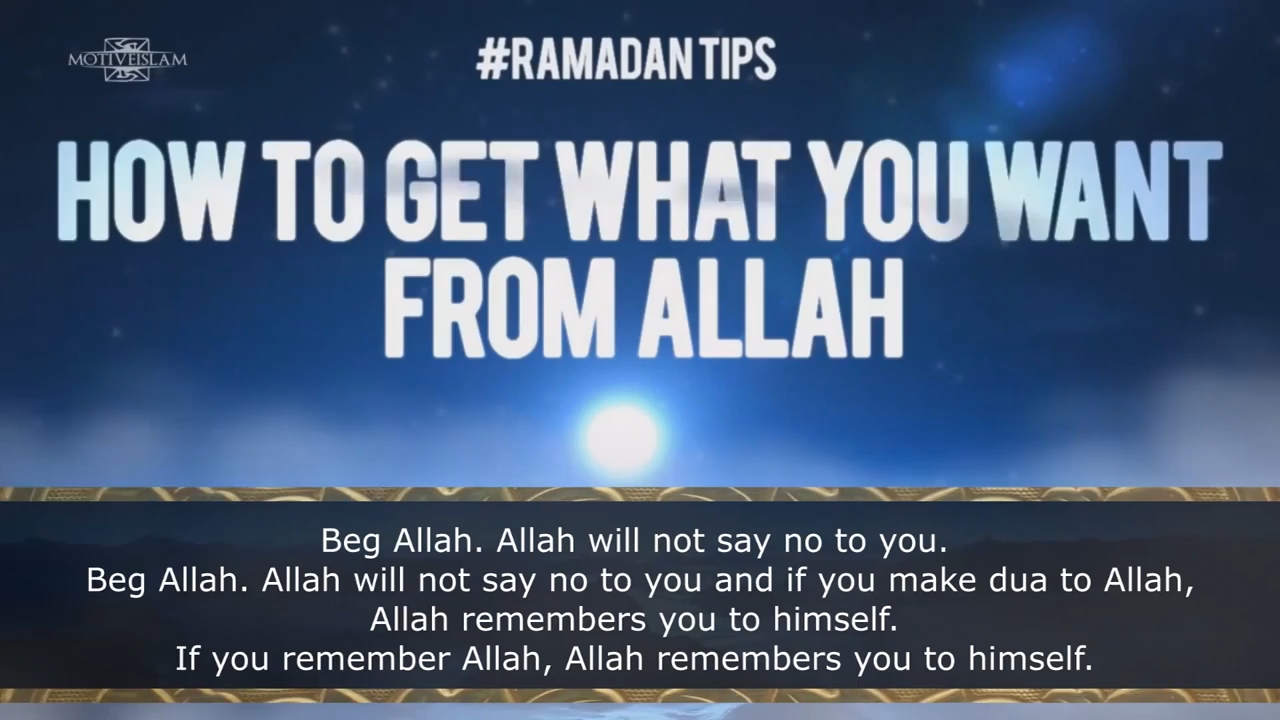 MOTIVEISLAM
#RAMADAN TIPS
HOW TO GET WHAT YOU WANT
FROM ALLAH
Beg Allah. Allah will not say no to you.
Beg Allah. Allah will not say no to you and if you make dua to Allah,
Allah remembers you to himself.
If you remember Allah, Allah remembers you to himself.